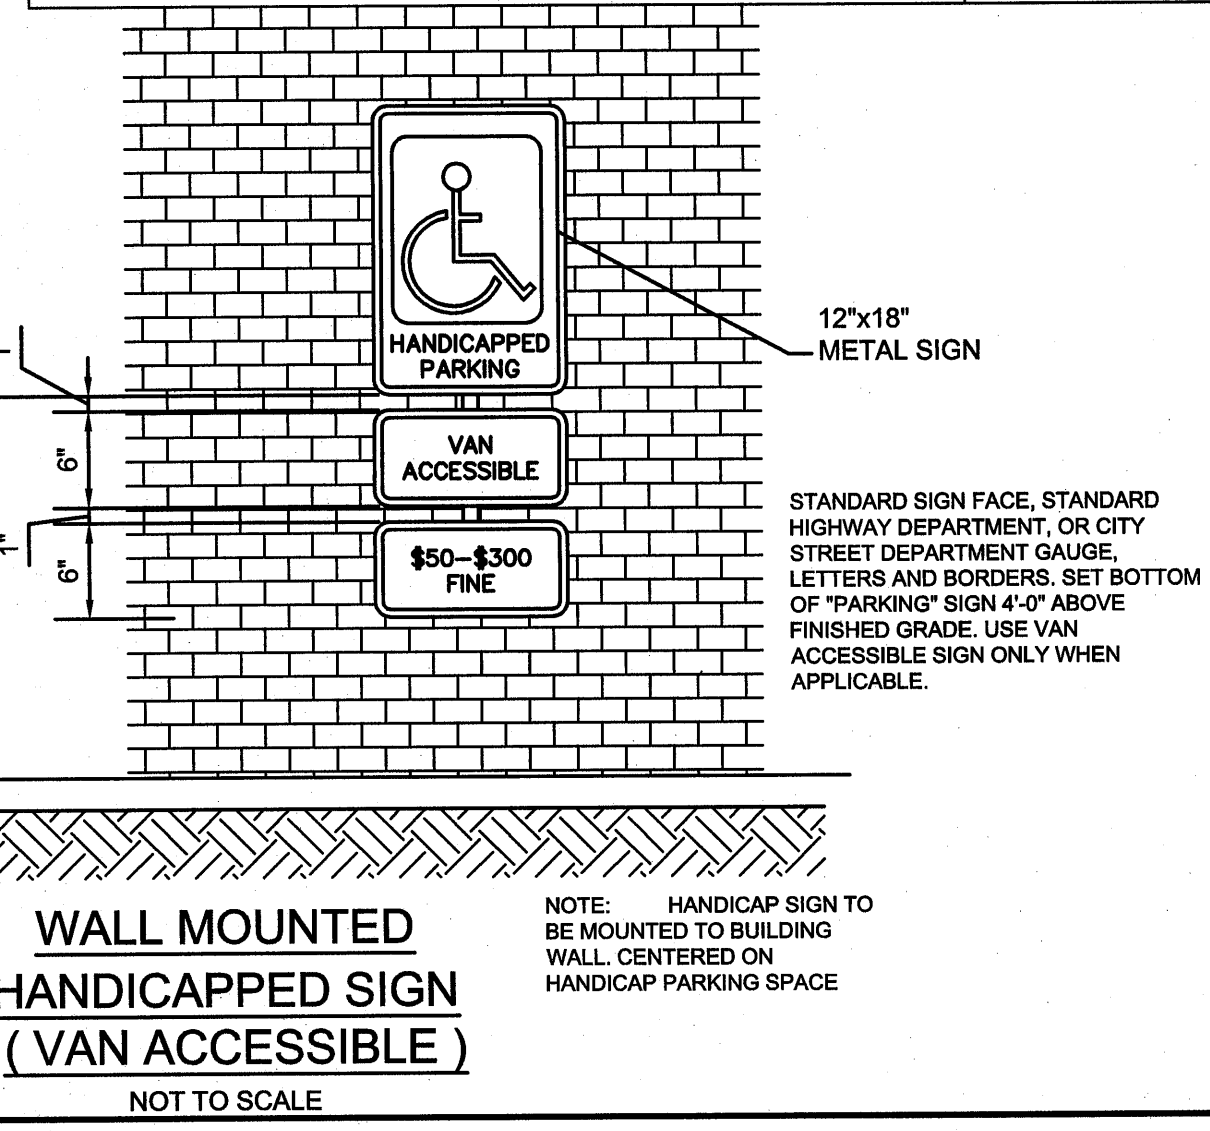 HANDICAPPED
PARKING
VAN
ACCESSIBLE
$50-$300
FINE
12"x18"
METAL SIGN
6"
1"
6"
STANDARD SIGN FACE, STANDARD
HIGHWAY DEPARTMENT, OR CITY
STREET DEPARTMENT GAUGE,
LETTERS AND BORDERS. SET BOTTOM
OF "PARKING" SIGN 4'-0" ABOVE
FINISHED GRADE. USE VAN
ACCESSIBLE SIGN ONLY WHEN
APPLICABLE.
WALL MOUNTED
HANDICAPPED SIGN
( VAN ACCESSIBLE )
NOT TO SCALE
NOTE: HANDICAP SIGN TO
BE MOUNTED TO BUILDING
WALL. CENTERED ON
HANDICAP PARKING SPACE